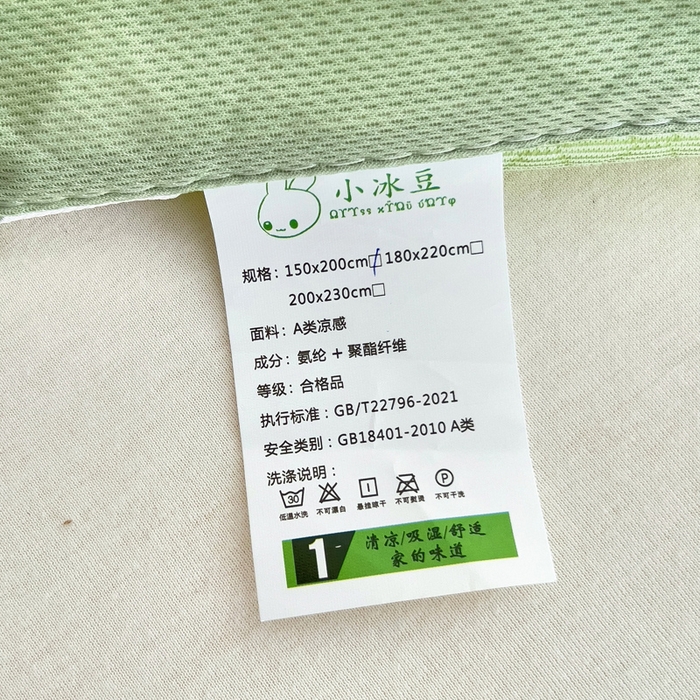 小冰豆
规格：150x200cm☑ 180x220cm□
200x230cm□
面料：A类凉感
成分：氨纶 + 聚酯纤维
等级：合格品
执行标准：GB/T22796-2021
安全类别：GB18401-2010 A类
洗涤说明：
30 P
低温水洗 不可漂白 悬挂晾干 不可熨烫 不可干洗
1 清凉/吸湿/舒适
家的味道